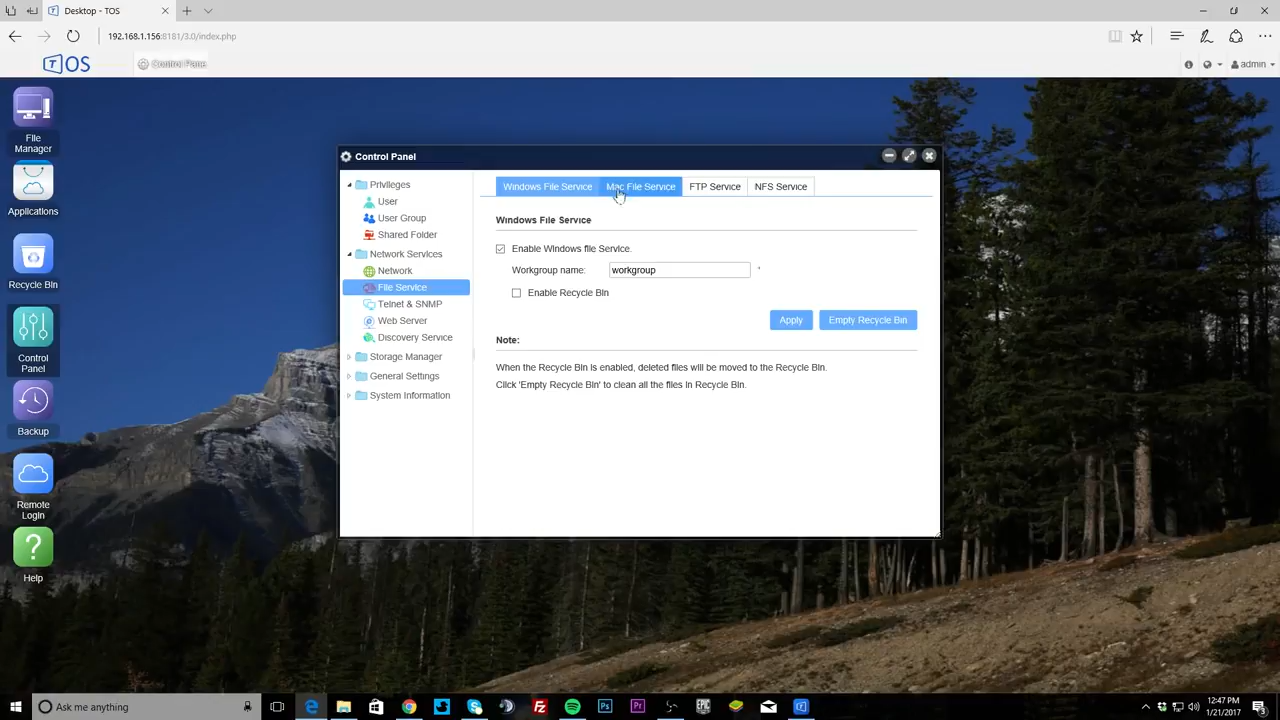 Desktop - TOS
192.168.1.156:8181/3.0/index.php
TOS
Control Pane
admin
File
Manager
Applications
Recycle Bin
Control
Panel
Backup
Remote
Login
Help
Control Panel
Privileges
User
User Group
Shared Folder
Network Services
Network
File Service
Telnet & SNMP
Web Server
Discovery Service
Storage Manager
General Settings
System Information
Windows File Service
Mac File Service
FTP Service
NFS Service
Windows File Service
Enable Windows file Service.
Workgroup name:
workgroup
*
Enable Recycle Bin
Apply
Empty Recycle Bin
Note:
When the Recycle Bin is enabled, deleted files will be moved to the Recycle Bin.
Click 'Empty Recycle Bin' to clean all the files in Recycle Bin.
Ask me anything
12:47 PM
1/21/2017